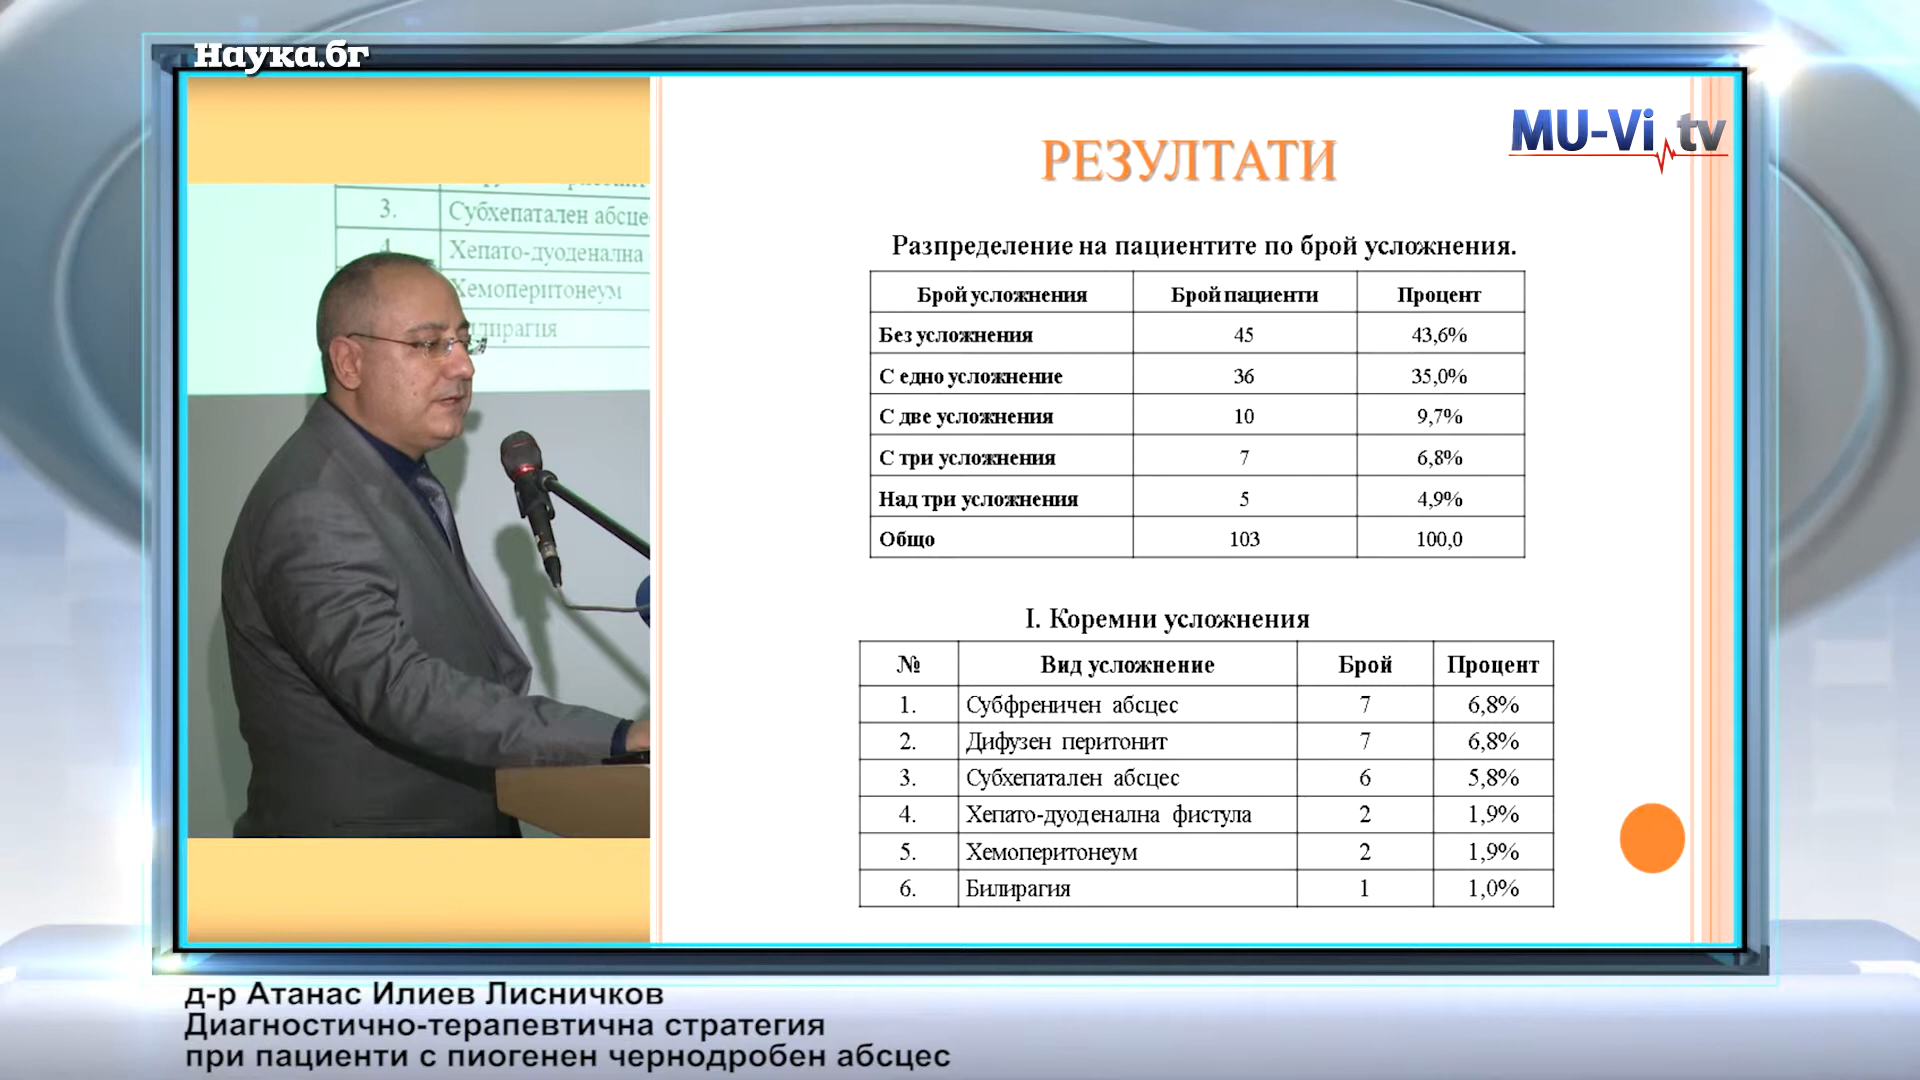 Наука.бг
MU-Vi tv
РЕЗУЛТАТИ
Разпределение на пациентите по брой усложнения.
Брой усложнения Брой пациенти Процент
Без усложнения 45 43,6%
С едно усложнение 36 35,0%
С две усложнения 10 9,7%
С три усложнения 7 6,8%
Над три усложнения 5 4,9%
Общо 103 100,0
I. Коремни усложнения
№ Вид усложнение Брой Процент
1. Субфреничен абсцес 7 6,8%
2. Дифузен перитонит 7 6,8%
3. Субхепатален абсцес 6 5,8%
4. Хепато-дуоденална фистула 2 1,9%
5. Хемоперитонеум 2 1,9%
6. Билирагия 1 1,0%
3. Субхепатален абсце
Хепато-дуоденална
Хемоперитонеум
д-р Атанас Илиев Лисничков
Диагностично-терапевтична стратегия
при пациенти с пиогенен чернодробен абсцес